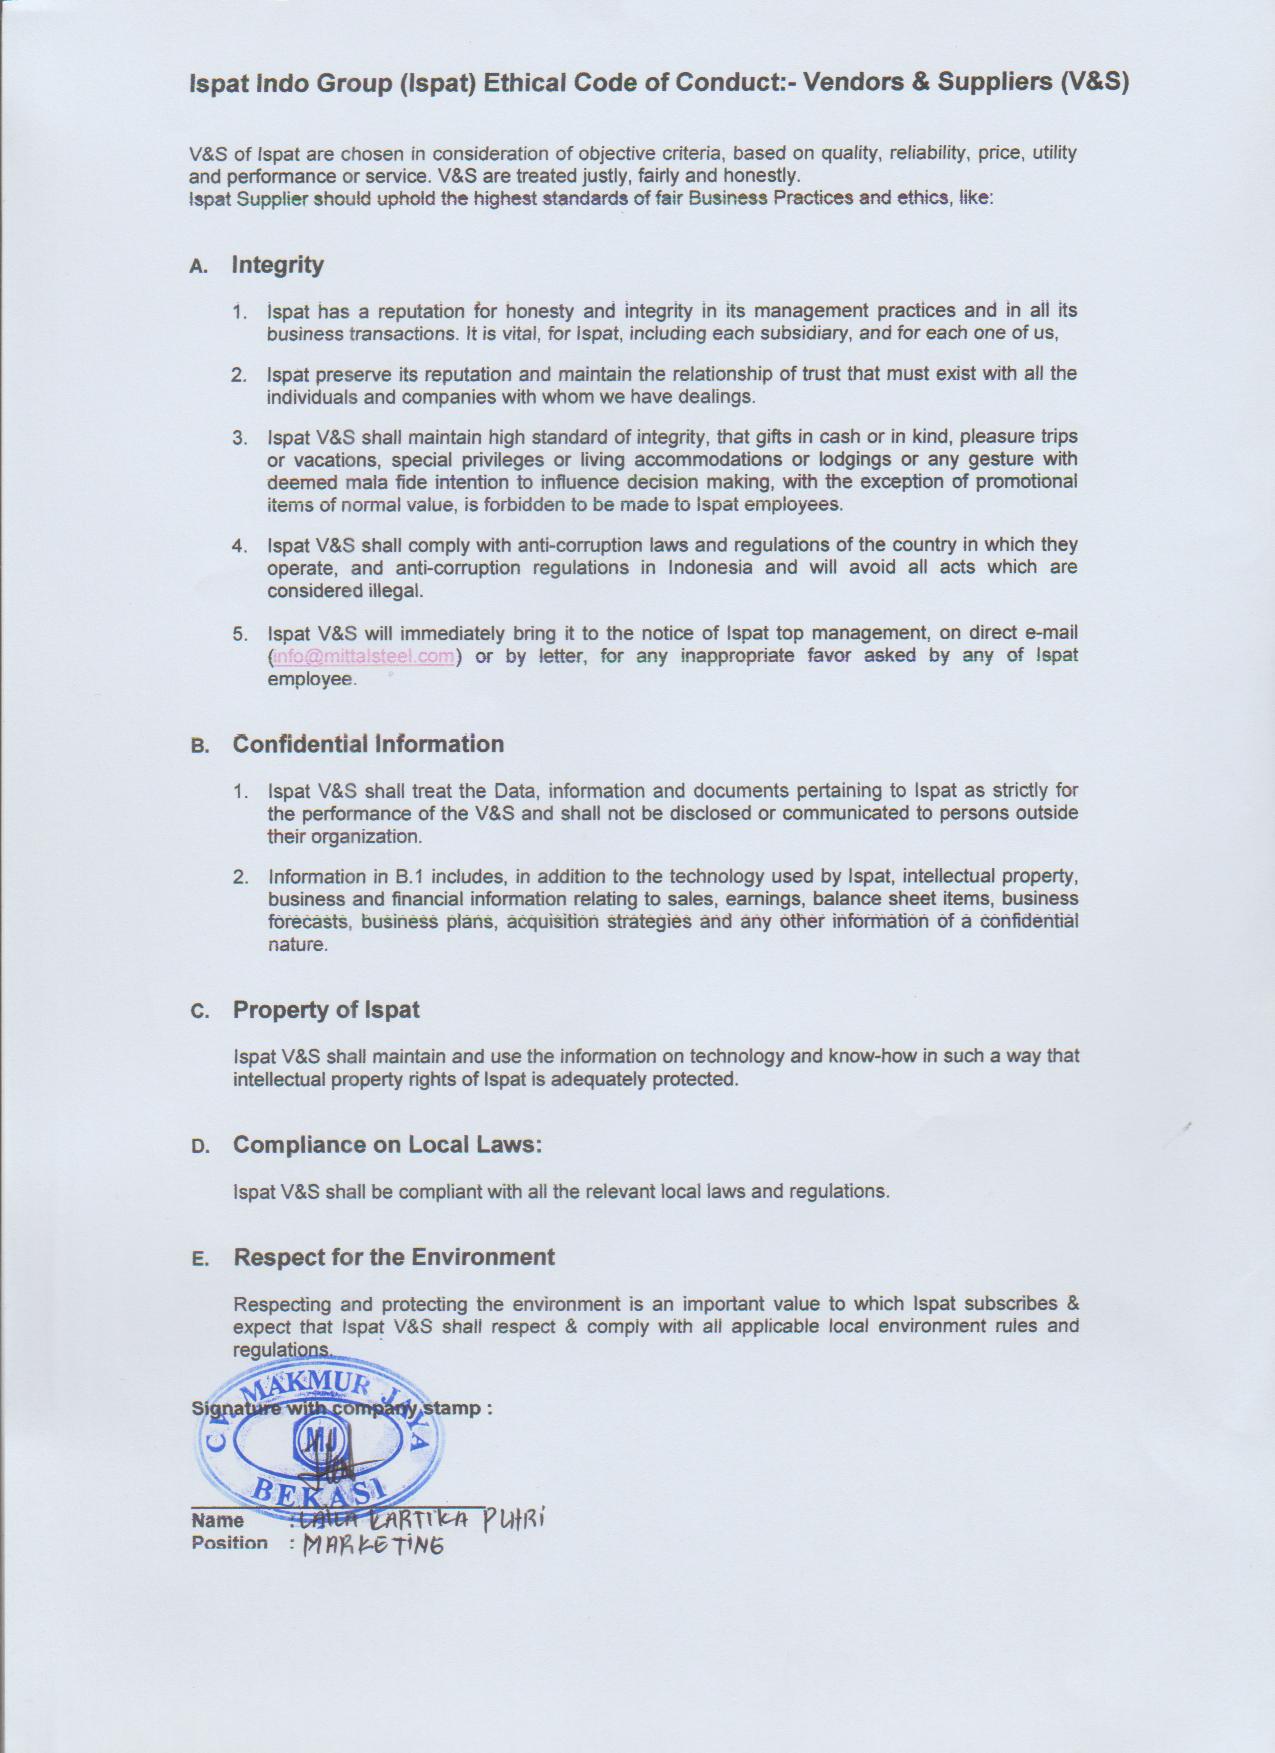 Ispat Indo Group (Ispat) Ethical Code of Conduct:- Vendors & Suppliers (V&S)
V&S of Ispat are chosen in consideration of objective criteria, based on quality, reliability, price, utility
and performance or service. V&S are treated justly, fairly and honestly.
Ispat Supplier should uphold the highest standards of fair Business Practices and ethics, like:
A. Integrity
1. Ispat has a reputation for honesty and integrity in its management practices and in all its
business transactions. It is vital, for Ispat, including each subsidiary, and for each one of us,
2. Ispat preserve its reputation and maintain the relationship of trust that must exist with all the
individuals and companies with whom we have dealings.
3. Ispat V&S shall maintain high standard of integrity, that gifts in cash or in kind, pleasure trips
or vacations, special privileges or living accommodations or lodgings or any gesture with
deemed mala fide intention to influence decision making, with the exception of promotional
items of normal value, is forbidden to be made to Ispat employees.
4. Ispat V&S shall comply with anti-corruption laws and regulations of the country in which they
operate, and anti-corruption regulations in Indonesia and will avoid all acts which are
considered illegal.
5. Ispat V&S will immediately bring it to the notice of Ispat top management, on direct e-mail
(info@mittalsteel.com) or by letter, for any inappropriate favor asked by any of Ispat
employee.
B. Confidential Information
1. Ispat V&S shall treat the Data, information and documents pertaining to Ispat as strictly for
the performance of the V&S and shall not be disclosed or communicated to persons outside
their organization.
2. Information in B.1 includes, in addition to the technology used by Ispat, intellectual property,
business and financial information relating to sales, earnings, balance sheet items, business
forecasts, business plans, acquisition strategies and any other information of a confidential
nature.
C. Property of Ispat
Ispat V&S shall maintain and use the information on technology and know-how in such a way that
intellectual property rights of Ispat is adequately protected.
D. Compliance on Local Laws:
Ispat V&S shall be compliant with all the relevant local laws and regulations.
E. Respect for the Environment
Respecting and protecting the environment is an important value to which Ispat subscribes &
expect that Ispat V&S shall respect & comply with all applicable local environment rules and
regulations.
Signature with company stamp :
CV. MAKMUR JAYA
MJ
BEKASI
Name : LAILA KARTIKA PUTRI
Position : MARKETING